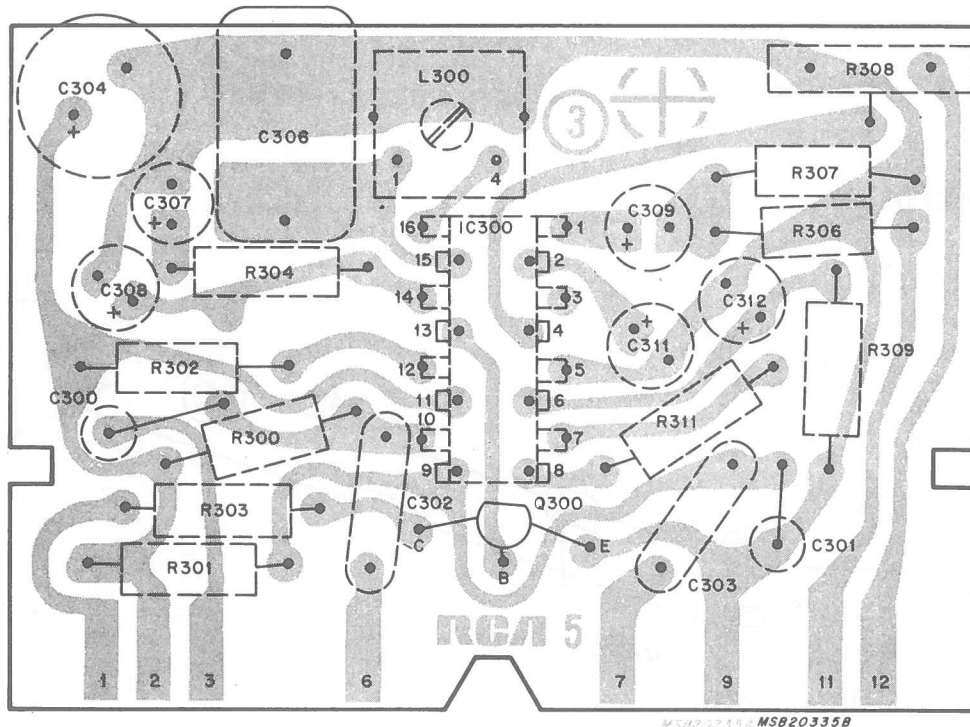 L300
R308
C304
C306
3
+
1
4
R307
C307
C309
+
16
IC300
1
+
R306
15
2
R304
C308
14
3
C312
+
13
4
+
+
C311
R309
R302
12
5
C300
11
6
10
R311
R300
7
9
8
C302
Q300
R303
C
E
C301
B
R301
C303
RCA 5
1
2
3
6
7
9
11
12
MSB20335B